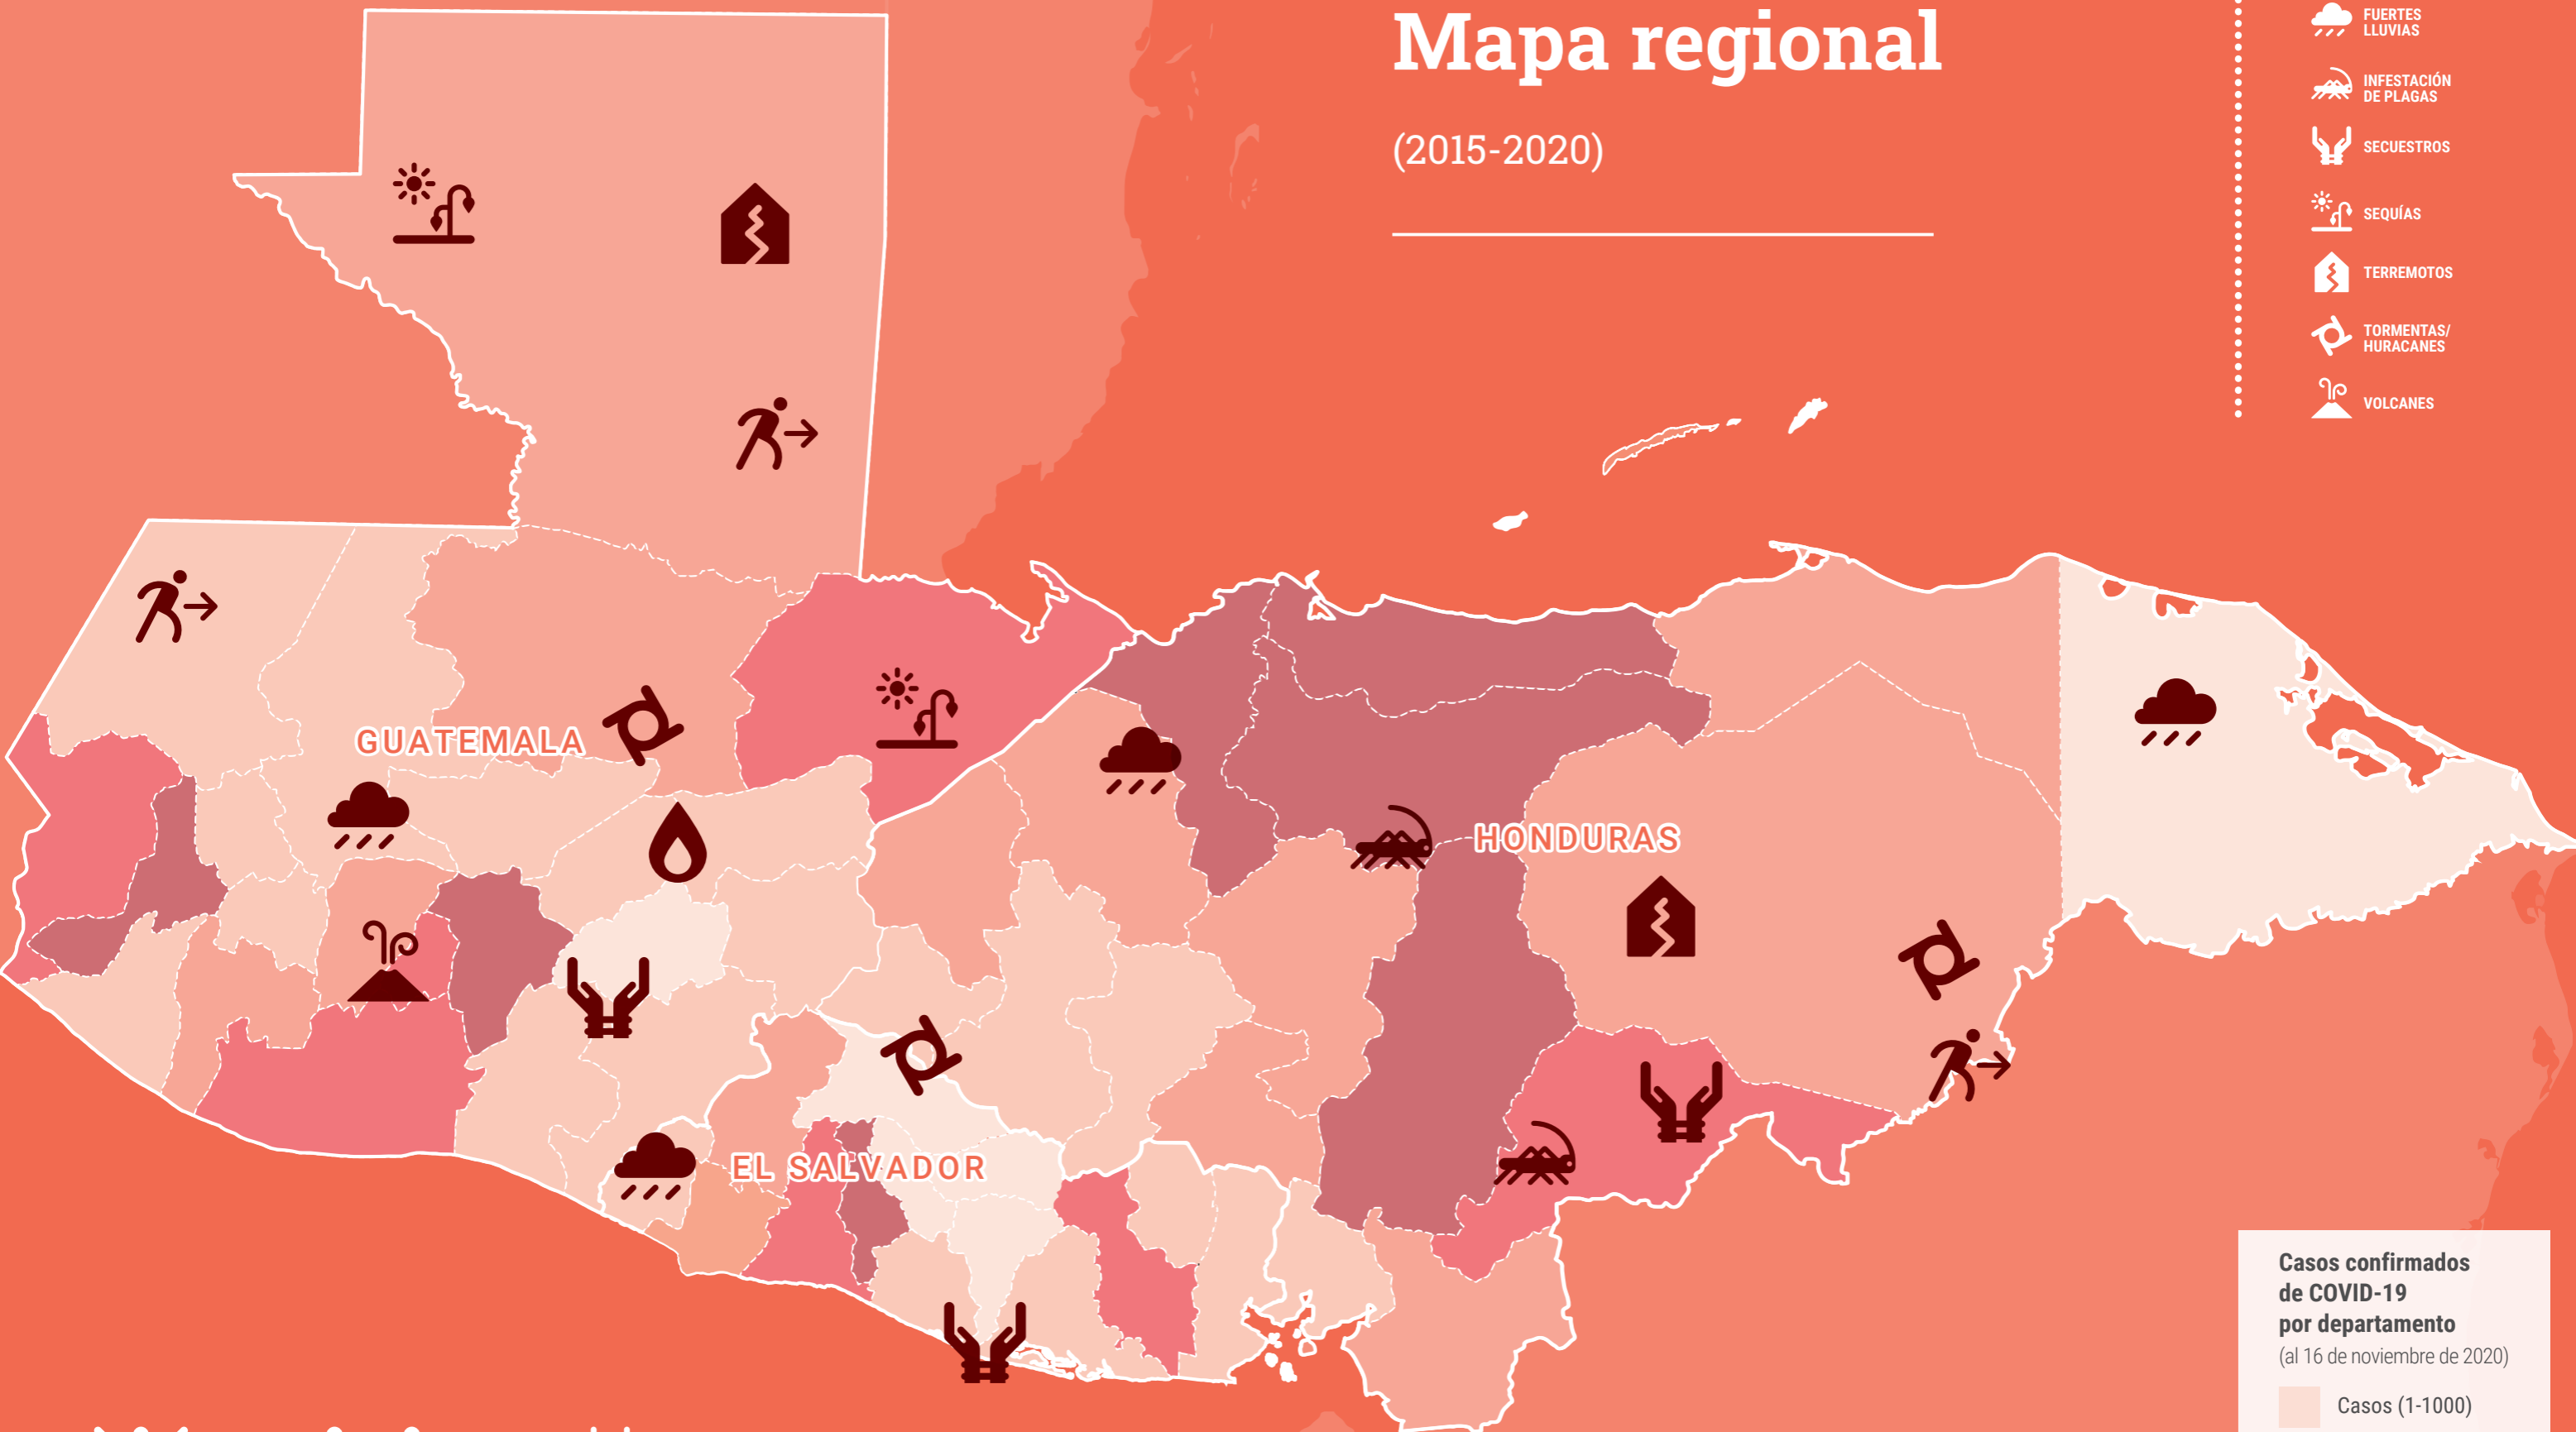 Mapa regional
(2015-2020)
FUERTES
LLUVIAS
INFESTACIÓN
DE PLAGAS
SECUESTROS
SEQUÍAS
TERREMOTOS
TORMENTAS/
HURACANES
VOLCANES
GUATEMALA
HONDURAS
EL SALVADOR
Casos confirmados
de COVID-19
por departamento
(al 16 de noviembre de 2020)
Casos (1-1000)